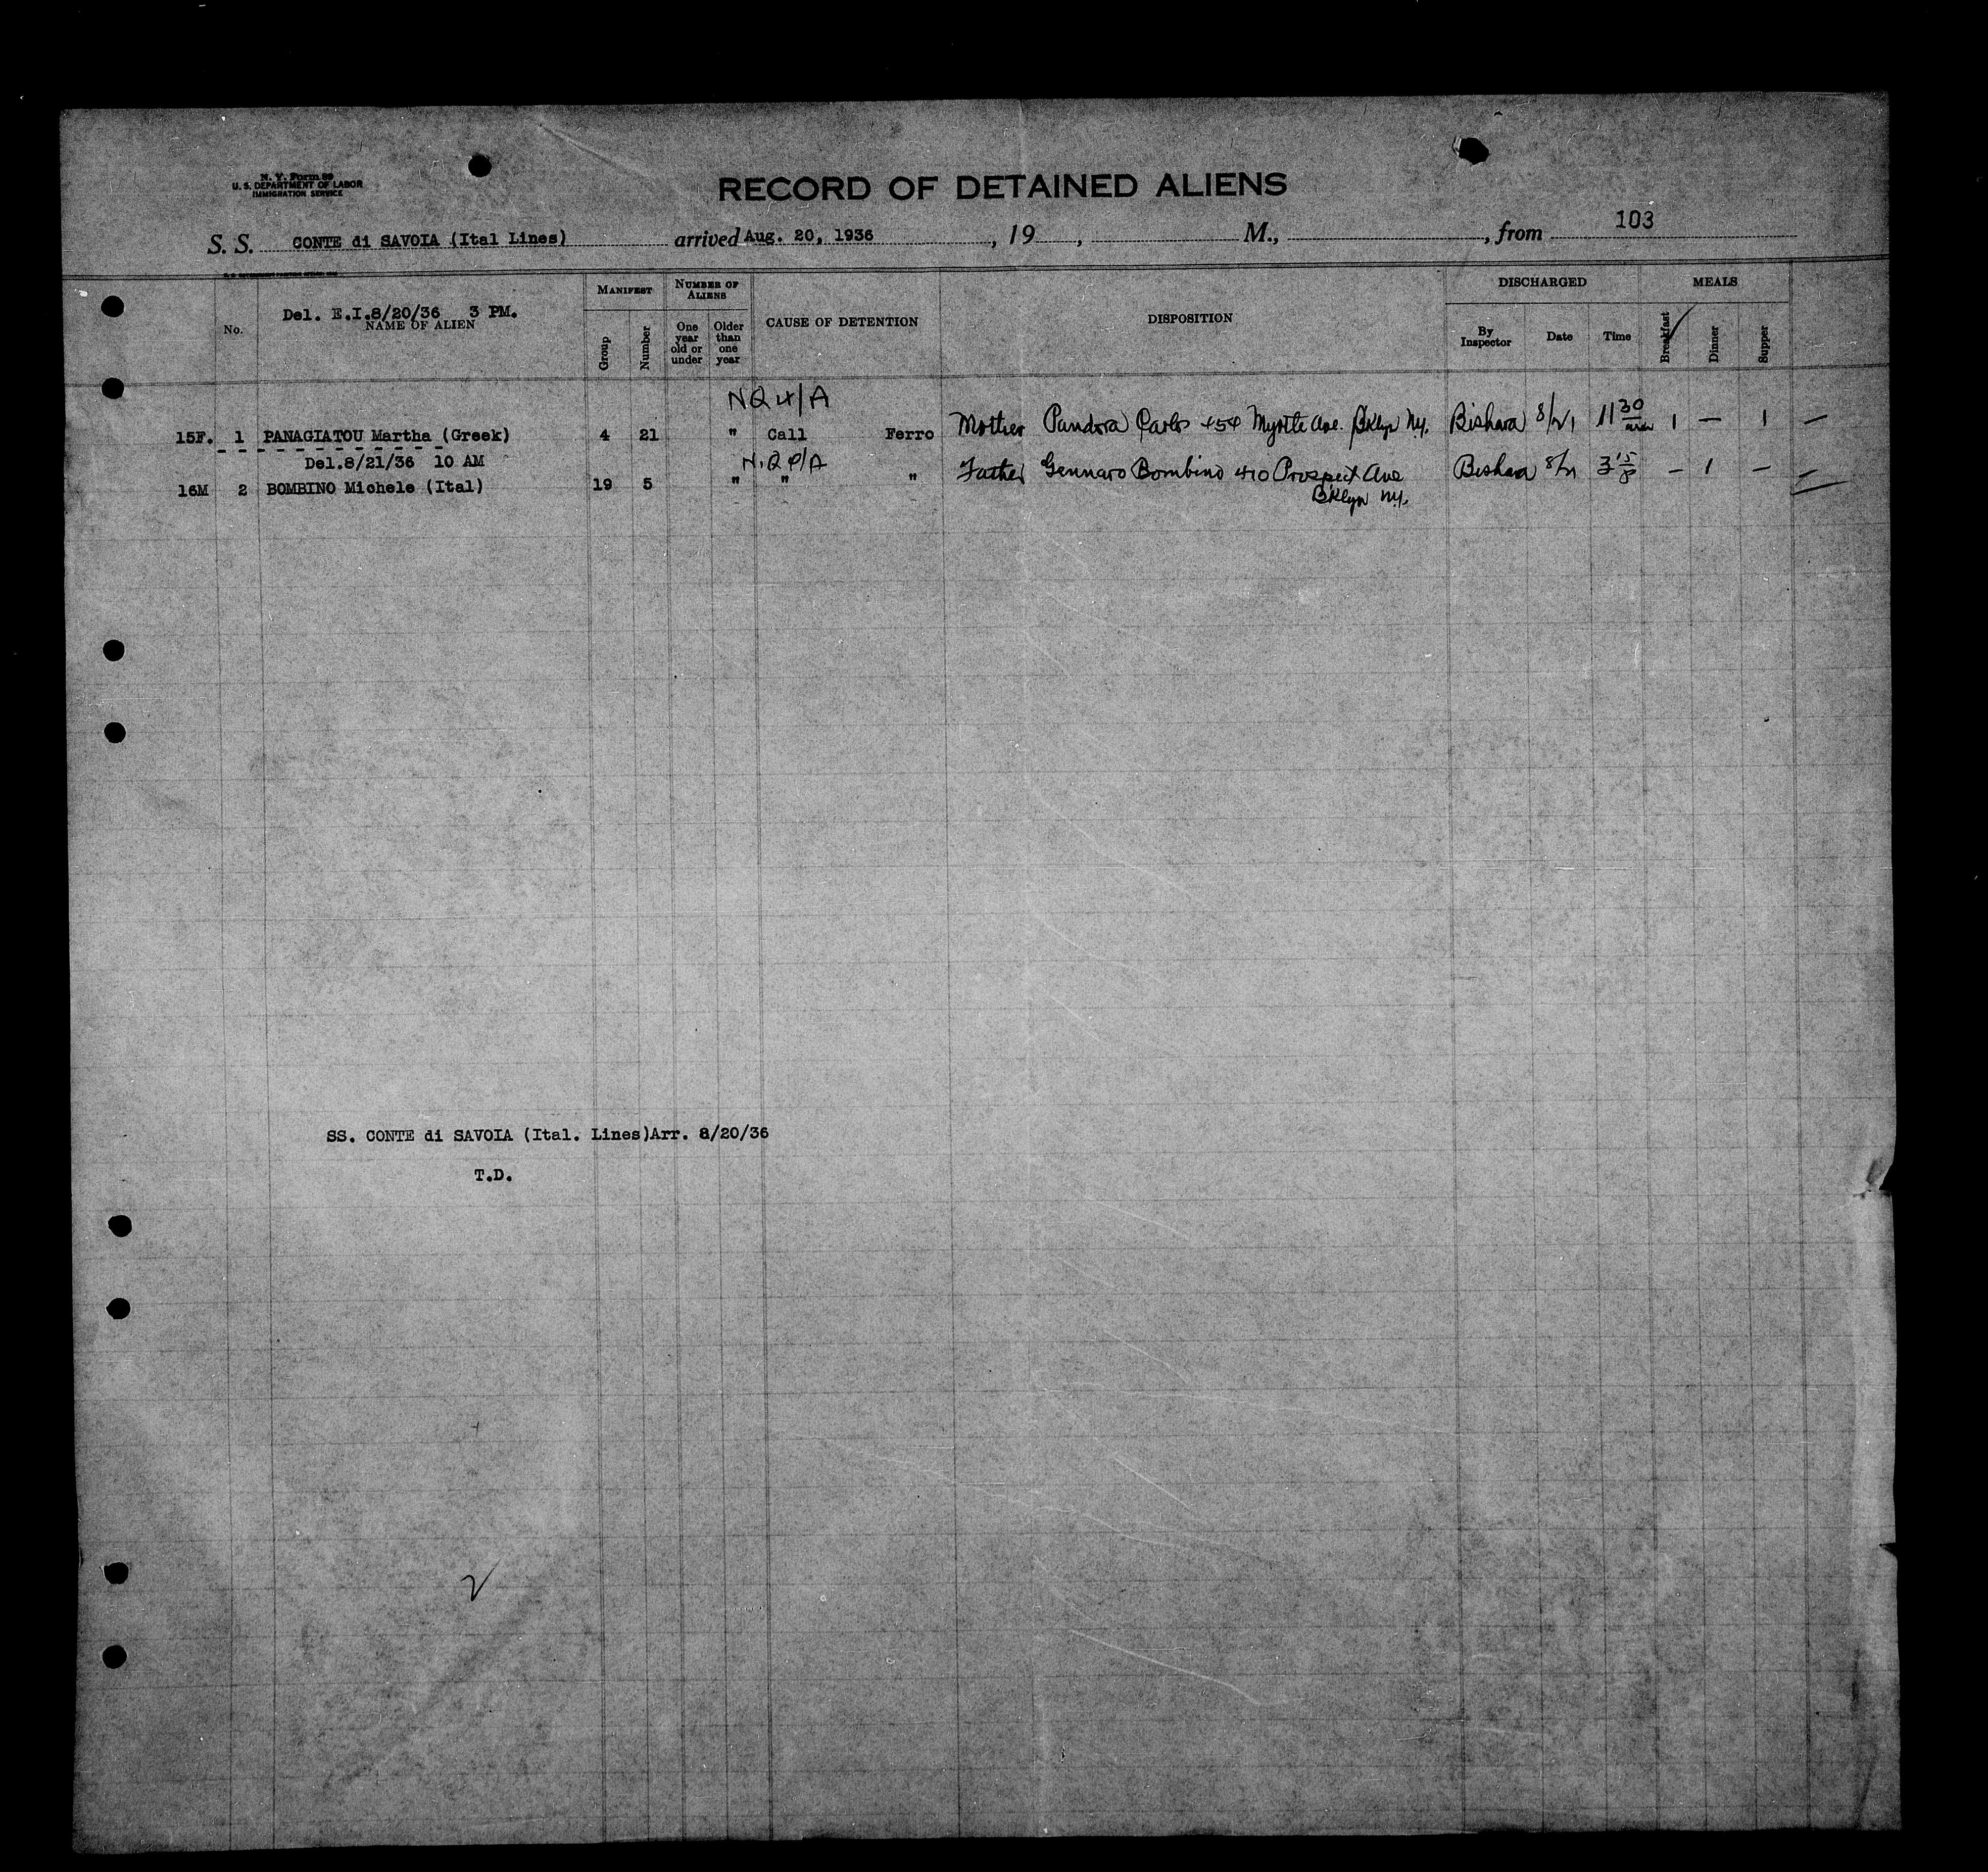 N. Y. Form 89
U. S. DEPARTMENT OF LABOR
IMMIGRATION SERVICE
RECORD OF DETAINED ALIENS
103
S. S. CONTE di SAVOIA (Ital Lines) arrived Aug. 20, 1936, 19 , M., , from
No. Del. E.I.8/20/36 3 PM.
NAME OF ALIEN
MANIFEST Group Number
NUMBER OF ALIENS One year old or under Older than one year
CAUSE OF DETENTION
DISPOSITION
DISCHARGED By Inspector Date Time
MEALS Breakfast Dinner Supper
NQ 4/A
15F. 1 PANAGIATOU Martha (Greek) 4 21 " Call Ferro Mother Pandora Carlos 454 Myrtle Ave. Bklyn N.Y. Bishara 8/21 11 30 1 — 1 —
Del.8/21/36 10 AM N.Q P/A
16M 2 BOMBINO Michele (Ital) 19 5 " " " Father Gennaro Bombino 410 Prospect Ave Bishara 8/21 3 15 — 1 — —
Bklyn N.Y.
SS. CONTE di SAVOIA (Ital. Lines)Arr. 8/20/36
T.D.
2